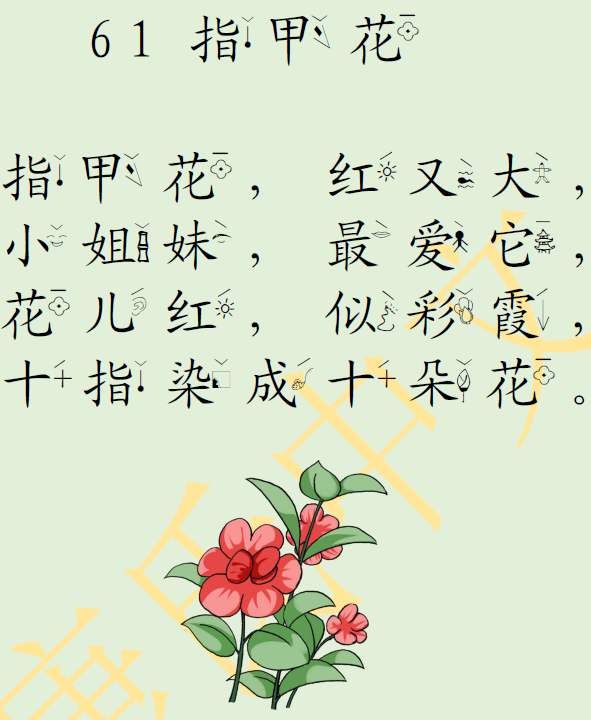 61 指甲花
指甲花， 红又大，
小姐妹， 最爱它，
花儿红， 似彩霞，
十指染成十朵花。